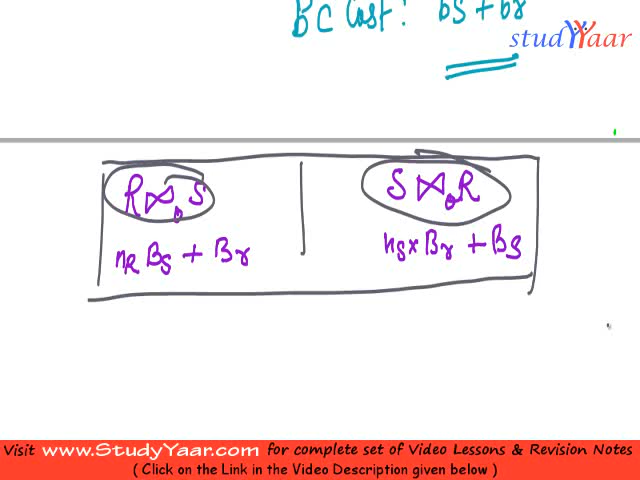 BC Cost: bS + br
studYYaar
R ⋈θ S
S ⋈θ R
nR BS + Br
nS x Br + BS
Visit www.StudyYaar.com for complete set of Video Lessons & Revision Notes
( Click on the Link in the Video Description given below )